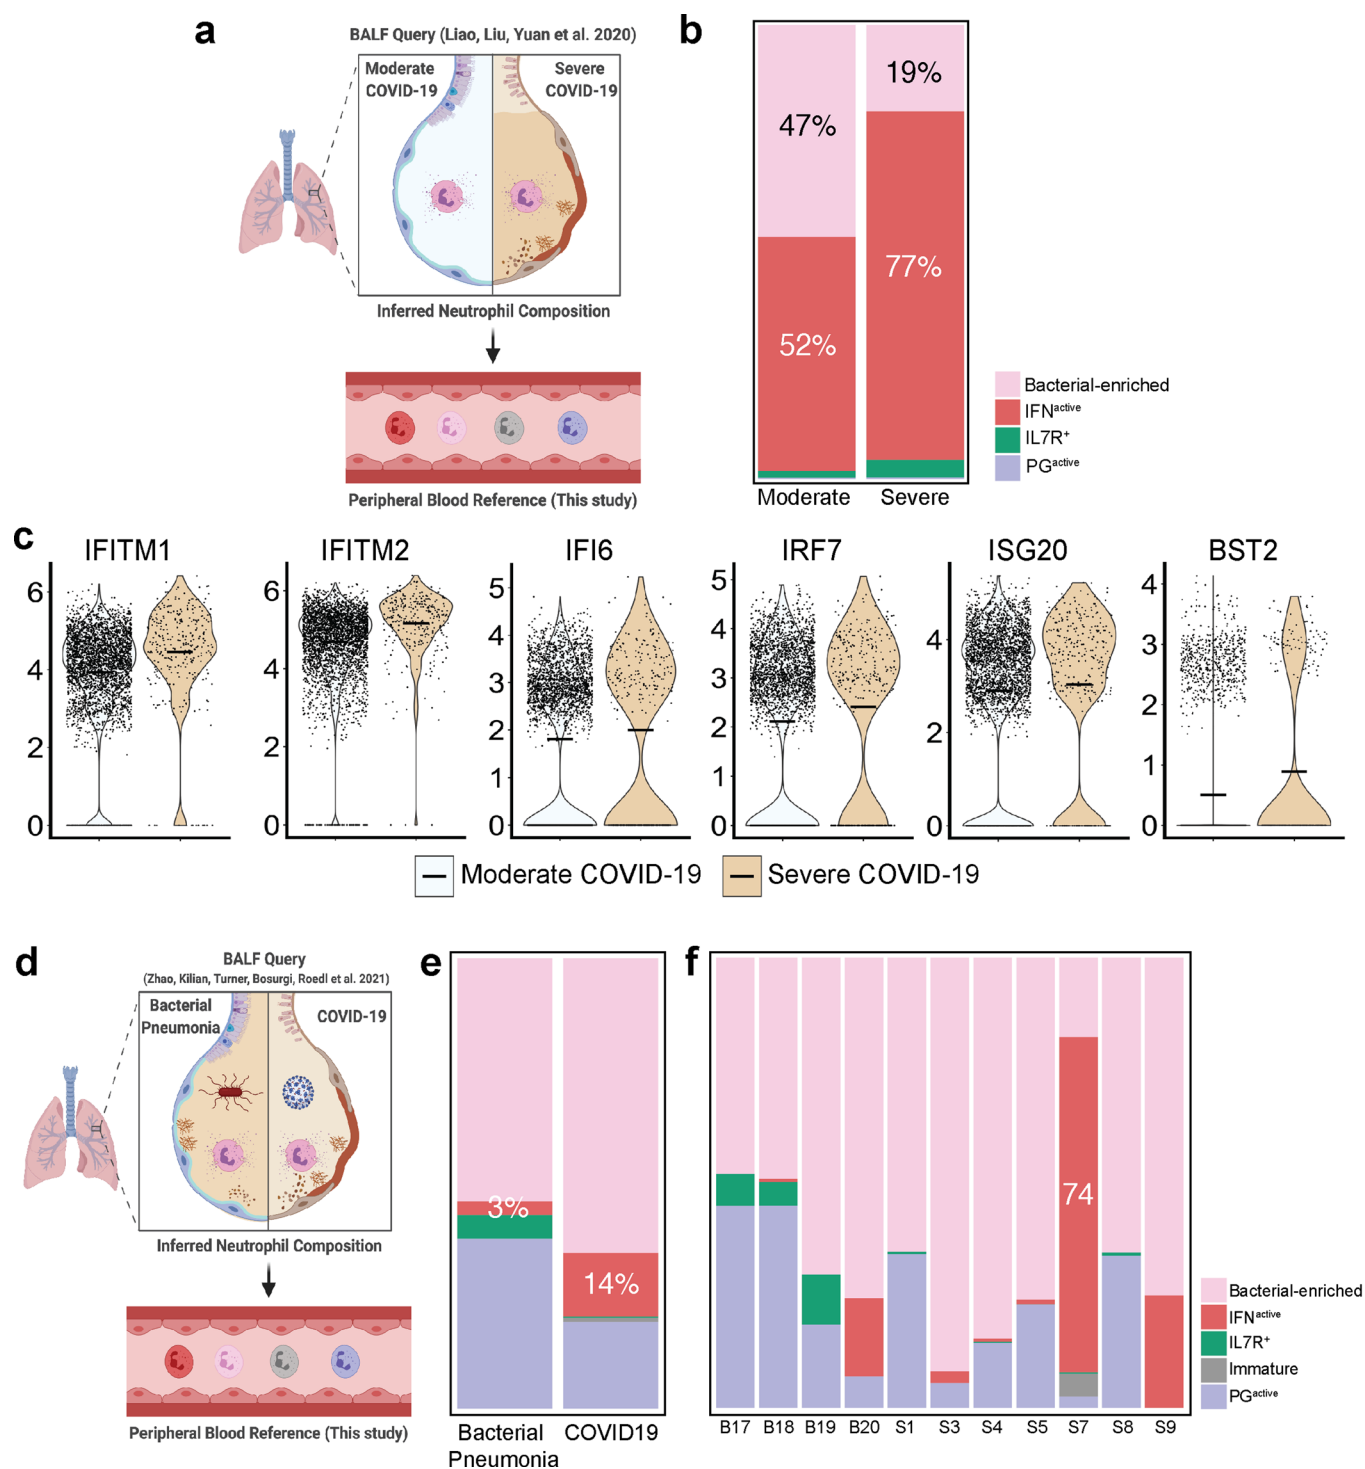 a
BALF Query (Liao, Liu, Yuan et al. 2020)
Moderate
COVID-19
Severe
COVID-19
Inferred Neutrophil Composition
Peripheral Blood Reference (This study)
b
47%
52%
19%
77%
Moderate
Severe
Bacterial-enriched
IFNactive
IL7R+
PGactive
c
IFITM1
6
4
2
0
IFITM2
6
4
2
0
IFI6
5
4
3
2
1
0
IRF7
5
4
3
2
1
0
ISG20
4
2
0
BST2
4
3
2
1
0
Moderate COVID-19
Severe COVID-19
d
BALF Query
(Zhao, Kilian, Turner, Bosurgi, Roedl et al. 2021)
Bacterial
Pneumonia
COVID-19
Inferred Neutrophil Composition
Peripheral Blood Reference (This study)
e
3%
14%
Bacterial
Pneumonia
COVID19
f
74
B17 B18 B19 B20 S1 S3 S4 S5 S7 S8 S9
Bacterial-enriched
IFNactive
IL7R+
Immature
PGactive